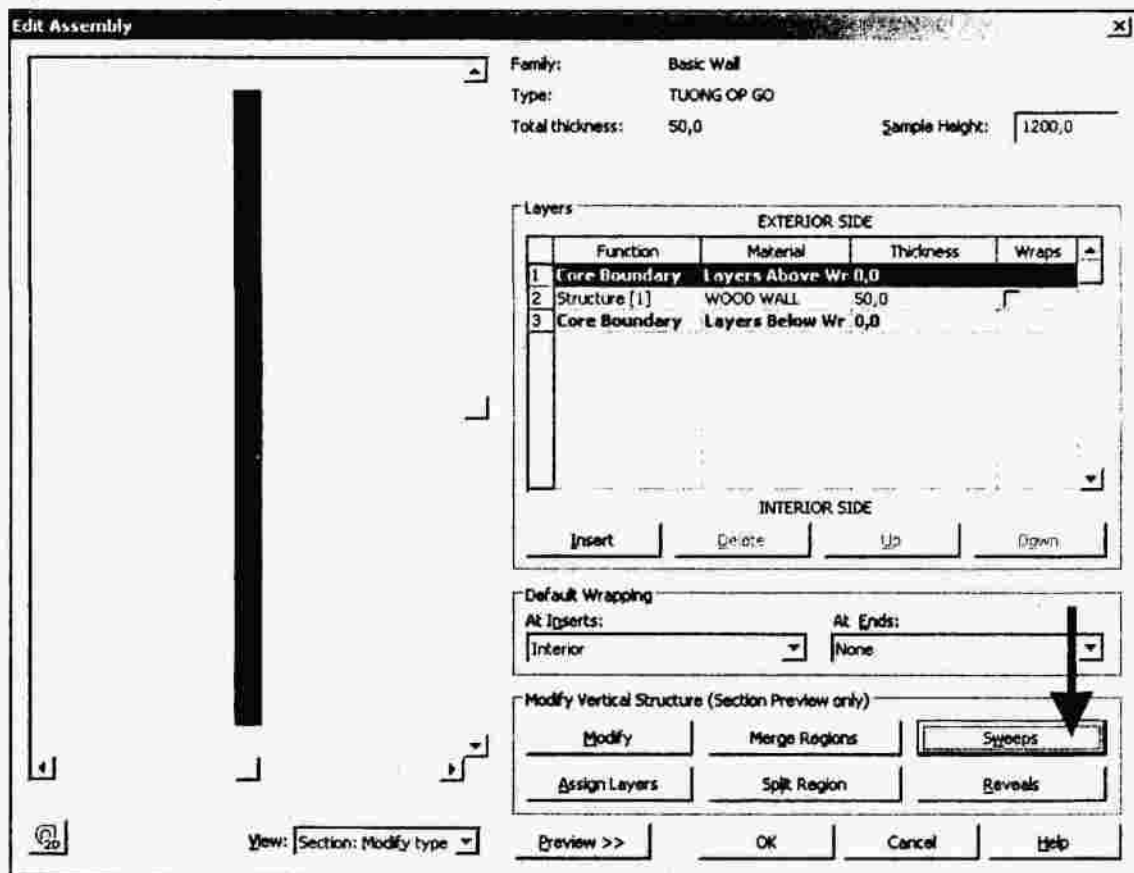 Edit Assembly
Family: Basic Wall
Type: TUONG OP GO
Total thickness: 50,0 Sample Height: 1200,0
Layers
EXTERIOR SIDE
Function Material Thickness Wraps
1 Core Boundary Layers Above Wr 0,0
2 Structure [1] WOOD WALL 50,0
3 Core Boundary Layers Below Wr 0,0
INTERIOR SIDE
Insert Delete Up Down
Default Wrapping
At Inserts: At Ends:
Interior None
Modify Vertical Structure (Section Preview only)
Modify Merge Regions Sweeps
Assign Layers Split Region Reveals
2D View: Section: Modify type Preview >> OK Cancel Help